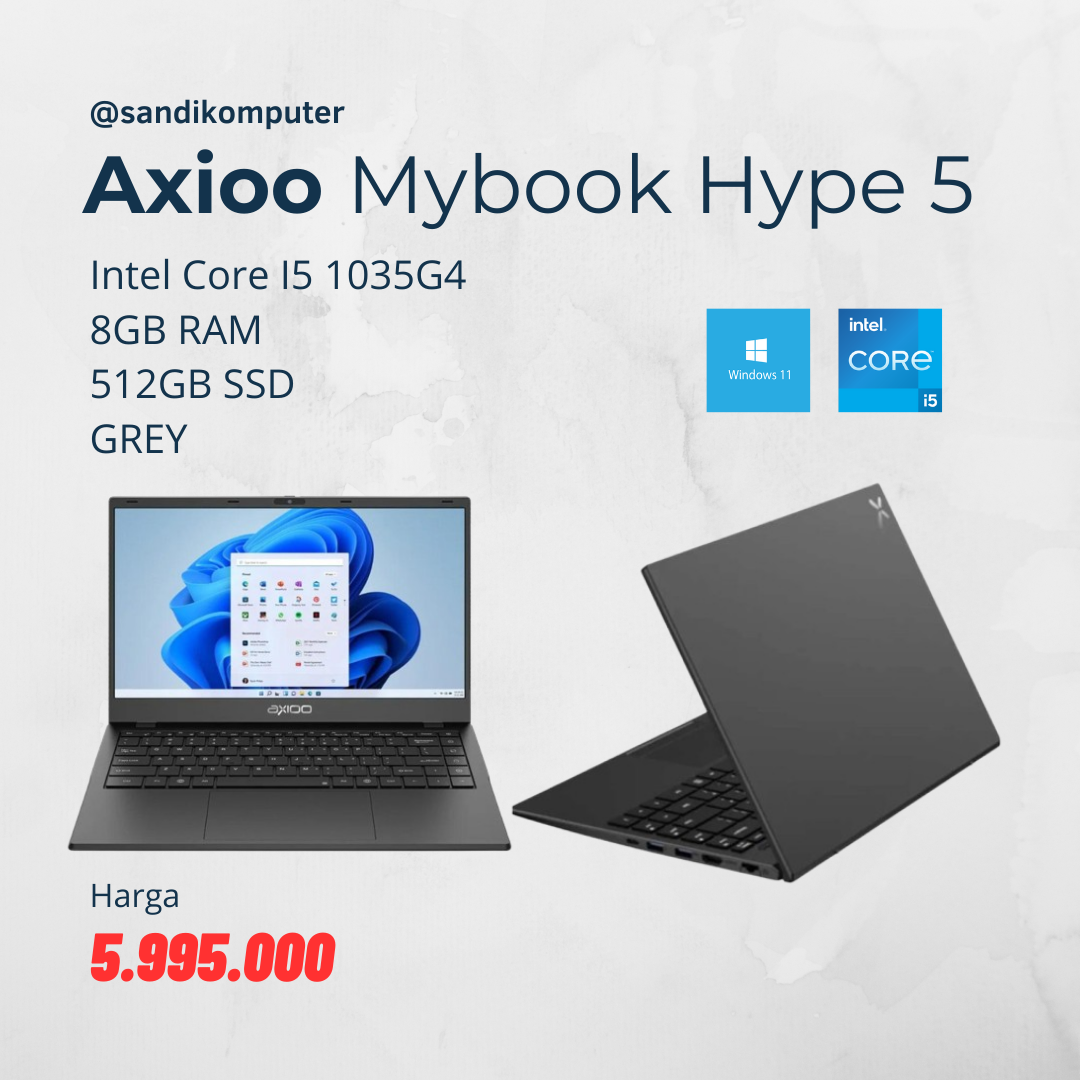 @sandikomputer
Axioo Mybook Hype 5
Intel Core I5 1035G4
8GB RAM
512GB SSD
GREY
Windows 11
intel.
CORE
i5
axioo
Harga
5.995.000